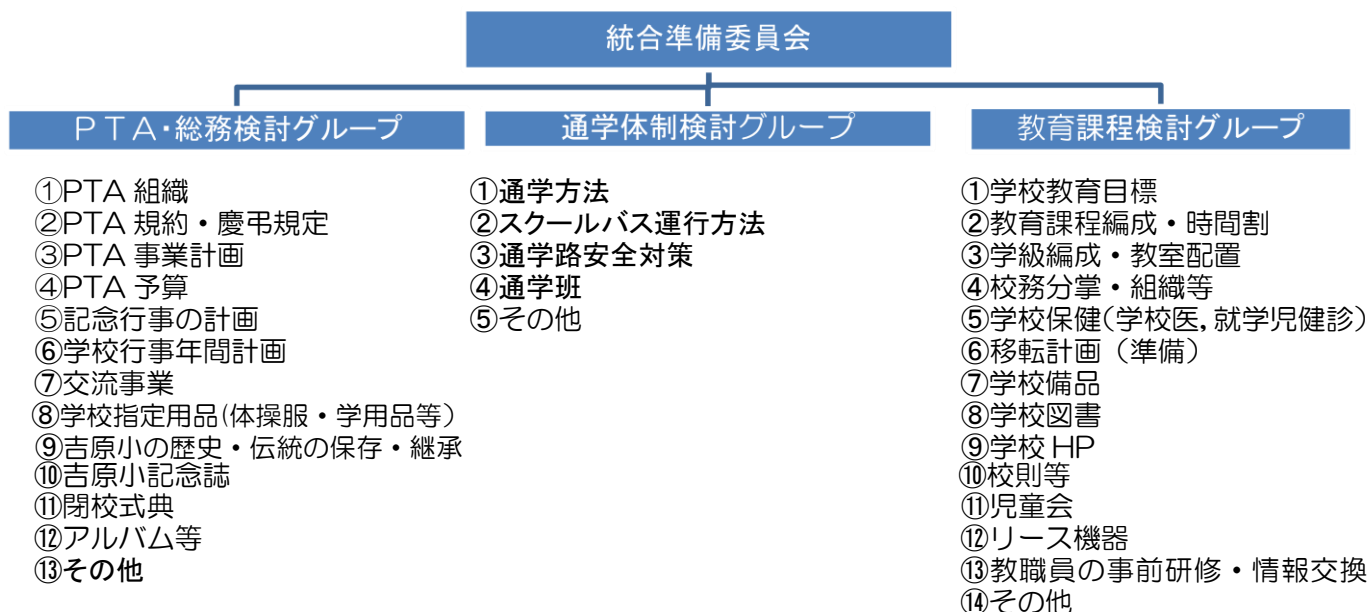 統合準備委員会
PTA・総務検討グループ
①PTA 組織
②PTA 規約・慶弔規定
③PTA 事業計画
④PTA 予算
⑤記念行事の計画
⑥学校行事年間計画
⑦交流事業
⑧学校指定用品(体操服・学用品等)
⑨吉原小の歴史・伝統の保存・継承
⑩吉原小記念誌
⑪閉校式典
⑫アルバム等
⑬その他
通学体制検討グループ
①通学方法
②スクールバス運行方法
③通学路安全対策
④通学班
⑤その他
教育課程検討グループ
①学校教育目標
②教育課程編成・時間割
③学級編成・教室配置
④校務分掌・組織等
⑤学校保健(学校医,就学児健診)
⑥移転計画(準備)
⑦学校備品
⑧学校図書
⑨学校 HP
⑩校則等
⑪児童会
⑫リース機器
⑬教職員の事前研修・情報交換
⑭その他